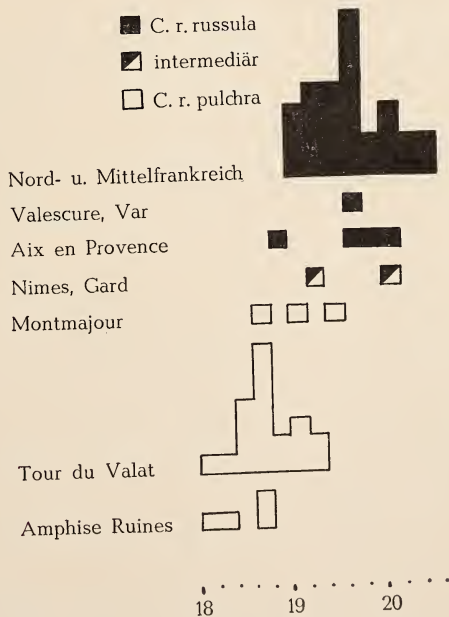 C. r. russula
intermediär
C. r. pulchra
Nord- u. Mittelfrankreich
Valescure, Var
Aix en Provence
Nimes, Gard
Montmajour
Tour du Valat
Amphise Ruines
18 19 20